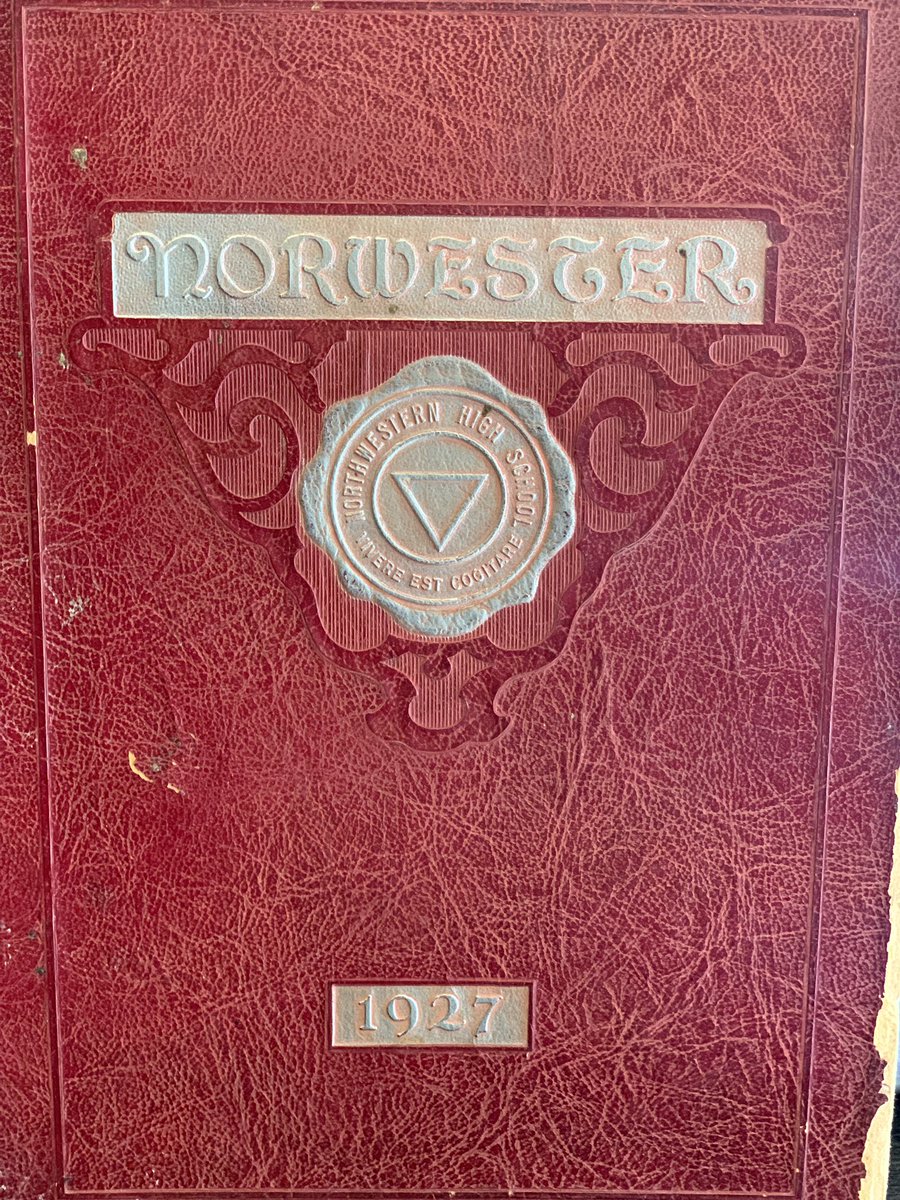 NORWESTER
NORTHWESTERN HIGH SCHOOL
VIVERE EST COGITARE
1927